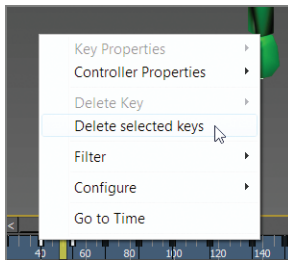 Key Properties
Controller Properties
Delete Key
Delete selected keys
Filter
Configure
Go to Time
<
40 60 80 100 120 140